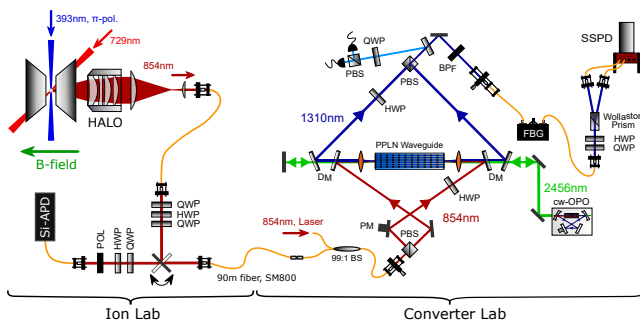 393nm, π-pol.
729nm
854nm
HALO
B-field
Si-APD
POL
HWP
QWP
QWP
HWP
QWP
90m fiber, SM800
Ion Lab
QWP
PBS
PBS
BPF
HWP
1310nm
PPLN Waveguide
DM
DM
HWP
854nm
PM
PBS
854nm, Laser
99:1 BS
2456nm
cw-OPO
FBG
SSPD
Wollaston
Prism
HWP
QWP
Converter Lab